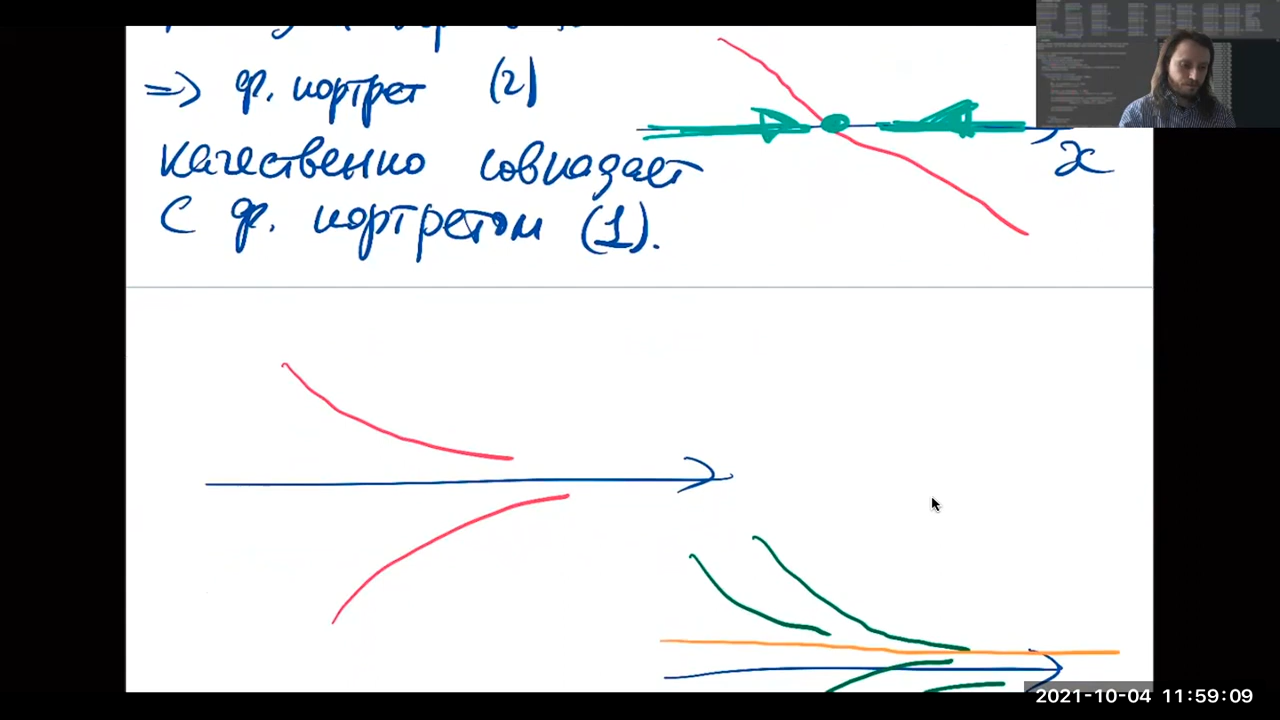 => ф. портрет (2)
качественно совпадает
с ф. портретом (1).
x
2021-10-04 11:59:09